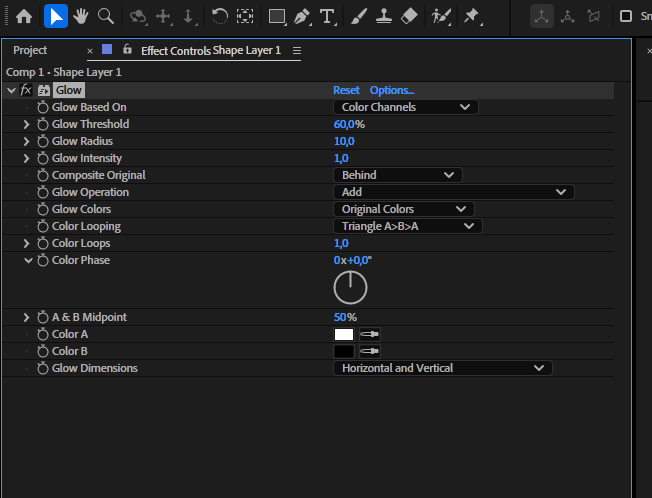 Sn
Project × Effect Controls Shape Layer 1 ☰
Comp 1 - Shape Layer 1
fx Glow Reset Options...
Glow Based On Color Channels
Glow Threshold 60,0%
Glow Radius 10,0
Glow Intensity 1,0
Composite Original Behind
Glow Operation Add
Glow Colors Original Colors
Color Looping Triangle A>B>A
Color Loops 1,0
Color Phase 0x+0,0°
A & B Midpoint 50%
Color A
Color B
Glow Dimensions Horizontal and Vertical